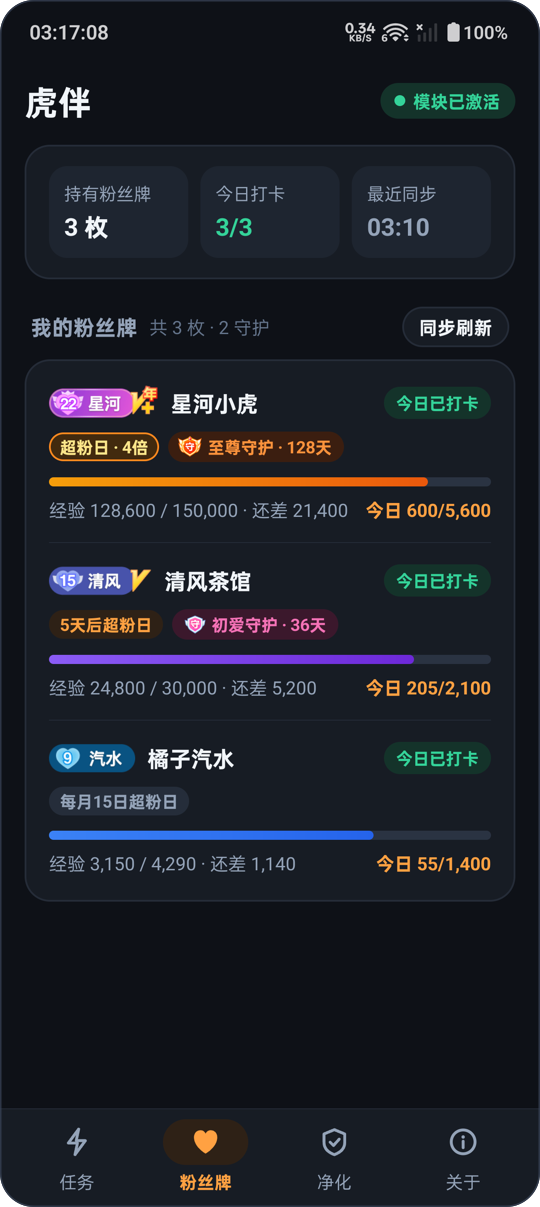 03:17:08 0.34 KB/S 6 100%
虎伴 模块已激活
持有粉丝牌 今日打卡 最近同步
3 枚 3/3 03:10
我的粉丝牌 共 3 枚 · 2 守护 同步刷新
22 星河 V+ 年 星河小虎 今日已打卡
超粉日 · 4倍 守 至尊守护 · 128天
经验 128,600 / 150,000 · 还差 21,400 今日 600/5,600
15 清风 V 清风茶馆 今日已打卡
5天后超粉日 守 初爱守护 · 36天
经验 24,800 / 30,000 · 还差 5,200 今日 205/2,100
9 汽水 橘子汽水 今日已打卡
每月15日超粉日
经验 3,150 / 4,290 · 还差 1,140 今日 55/1,400
任务 粉丝牌 净化 关于